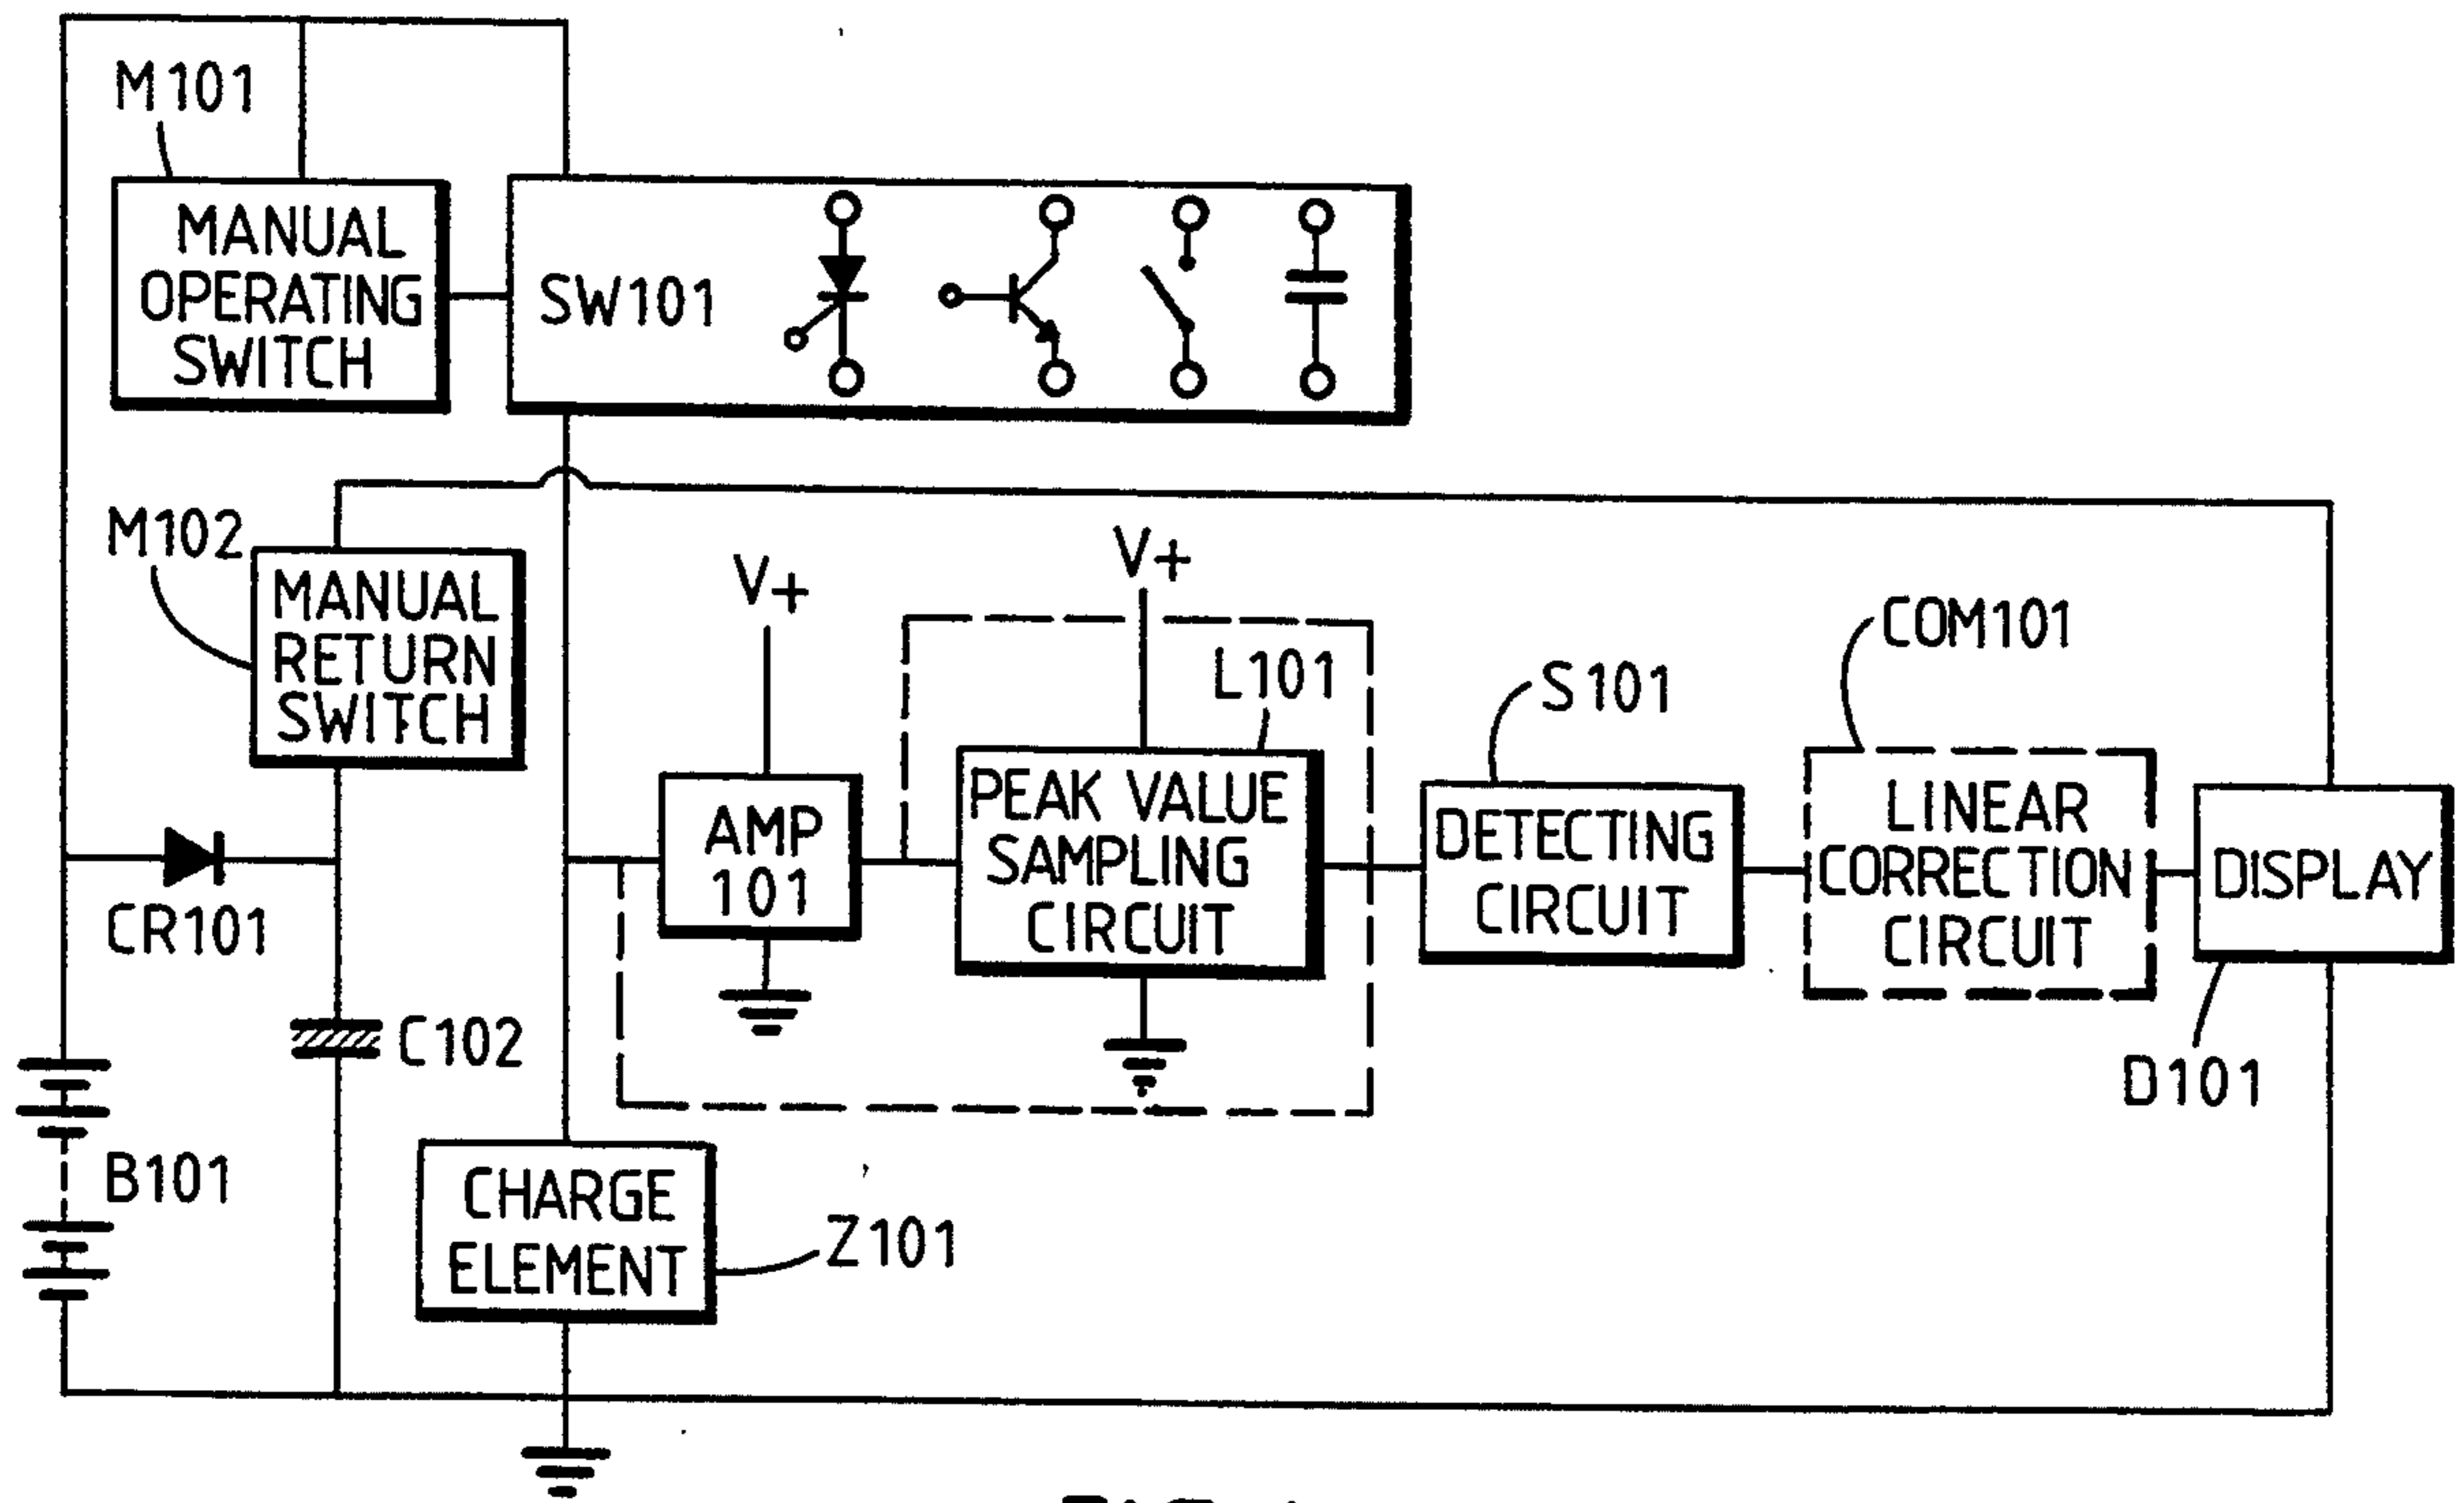 M101
MANUAL
OPERATING
SWITCH
SW101
M102
MANUAL
RETURN
SWITCH
V+
V+
L101
S101
COM101
AMP
101
PEAK VALUE
SAMPLING
CIRCUIT
DETECTING
CIRCUIT
LINEAR
CORRECTION
CIRCUIT
DISPLAY
CR101
C102
D101
B101
CHARGE
ELEMENT
Z101